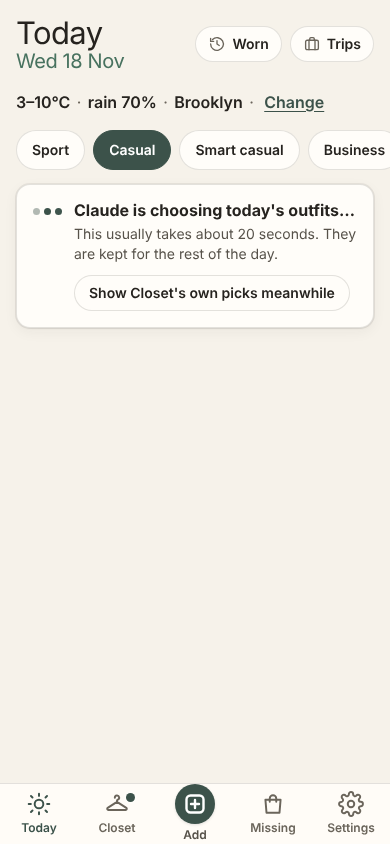 Today
Wed 18 Nov
Worn
Trips
3–10°C · rain 70% · Brooklyn · Change
Sport
Casual
Smart casual
Business
Claude is choosing today's outfits…
This usually takes about 20 seconds. They
are kept for the rest of the day.
Show Closet's own picks meanwhile
Today
Closet
Add
Missing
Settings